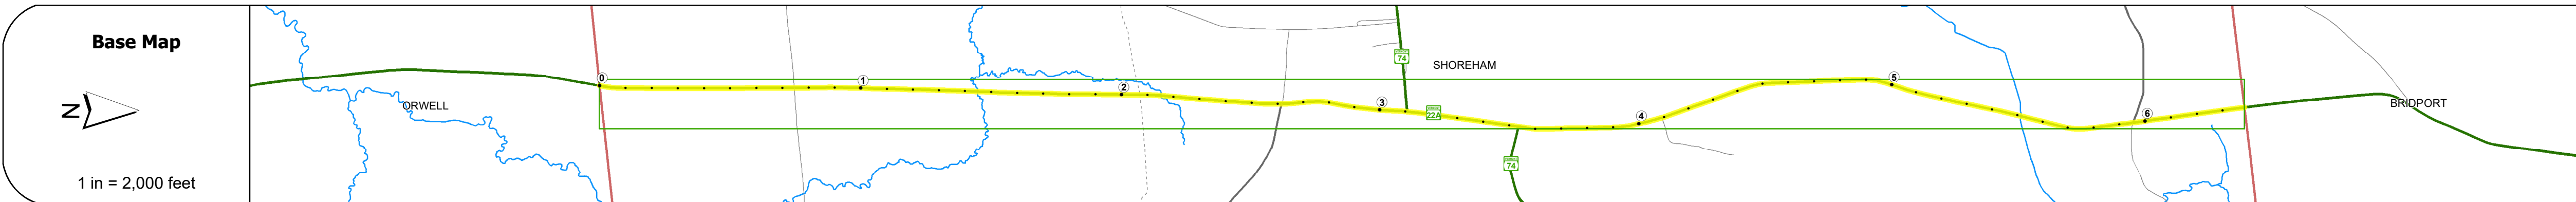 Base Map
N
1 in = 2,000 feet
ORWELL
0
1
2
3
74
SHOREHAM
22A
74
4
5
6
BRIDPORT